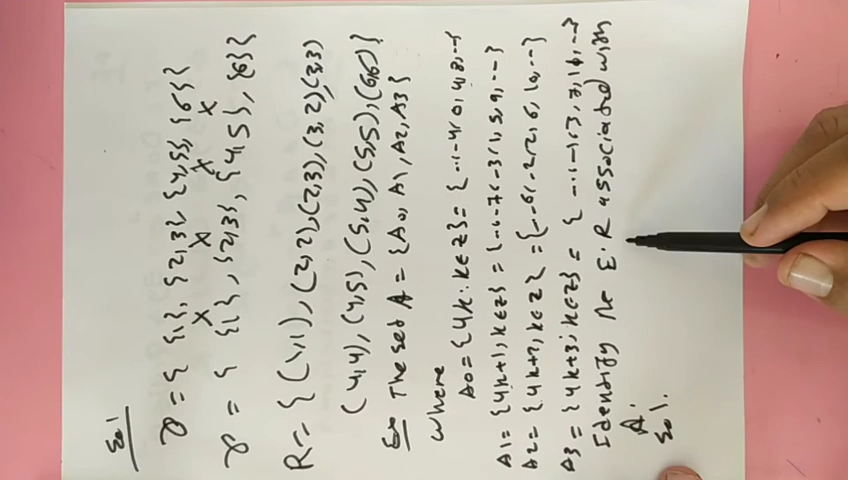 Sol
γ = { {1}, {2,3}, {4,5}, {6} }
x x x x
γ = { {1}, {2,3}, {4,5}, {6} }
Rr = { (1,1), (2,2), (2,3), (3,2), (3,3)
(4,4), (4,5), (5,4), (5,5), (6,6) }
The set A = {A0, A1, A2, A3}
where
A0 = {4k : k∈Z} = { ... -4, 0, 4, 8, ...
A1 = {4k+1, k∈Z} = {... -7, -3, 1, 5, 9, ...}
A2 = {4k+2, k∈Z} = {... -6, -2, 2, 6, 10, ...}
A3 = {4k+3; k∈Z} = { ... -1, 3, 7, 11, ...}
Identify the E.R associated with
A.
Sol.